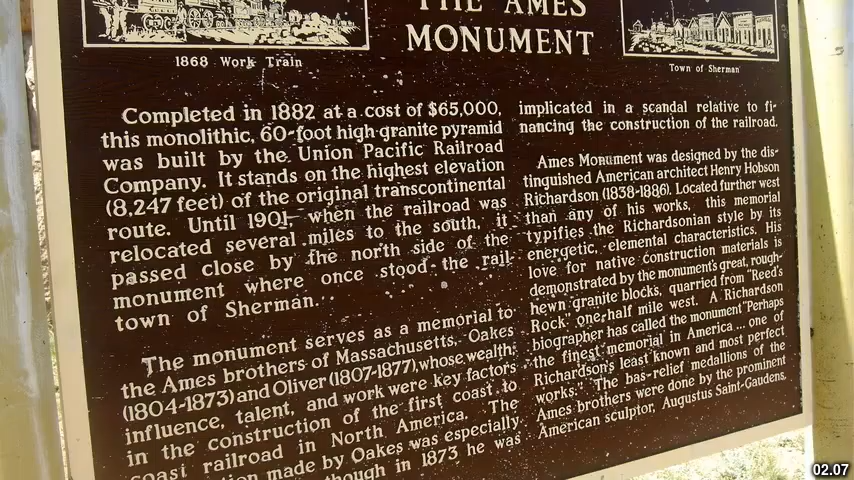 THE AMES
MONUMENT
1868 Work Train
Town of Sherman
Completed in 1882 at a cost of $65,000,
this monolithic, 60-foot high granite pyramid
was built by the Union Pacific Railroad
Company. It stands on the highest elevation
(8,247 feet) of the original transcontinental
route. Until 1901, when the railroad was
relocated several miles to the south, it
passed close by the north side of the
monument where once stood the rail
town of Sherman.
The monument serves as a memorial to
the Ames brothers of Massachusetts, Oakes
(1804-1873) and Oliver (1807-1877), whose wealth,
influence, talent, and work were key factors
in the construction of the first coast to
coast railroad in North America. The
made by Oakes was especially
though in 1873 he was
implicated in a scandal relative to fi-
nancing the construction of the railroad.
Ames Monument was designed by the dis-
tinguished American architect Henry Hobson
Richardson (1838-1886). Located further west
than any of his works, this memorial
typifies the Richardsonian style by its
energetic, elemental characteristics. His
love for native construction materials is
demonstrated by the monument's great, rough-
hewn granite blocks, quarried from "Reed's
Rock" one-half mile west. A Richardson
biographer has called the monument "Perhaps
the finest memorial in America ... one of
Richardson's least known and most perfect
works." The bas-relief medallions of the
Ames brothers were done by the prominent
American sculptor, Augustus Saint-Gaudens.
02.07